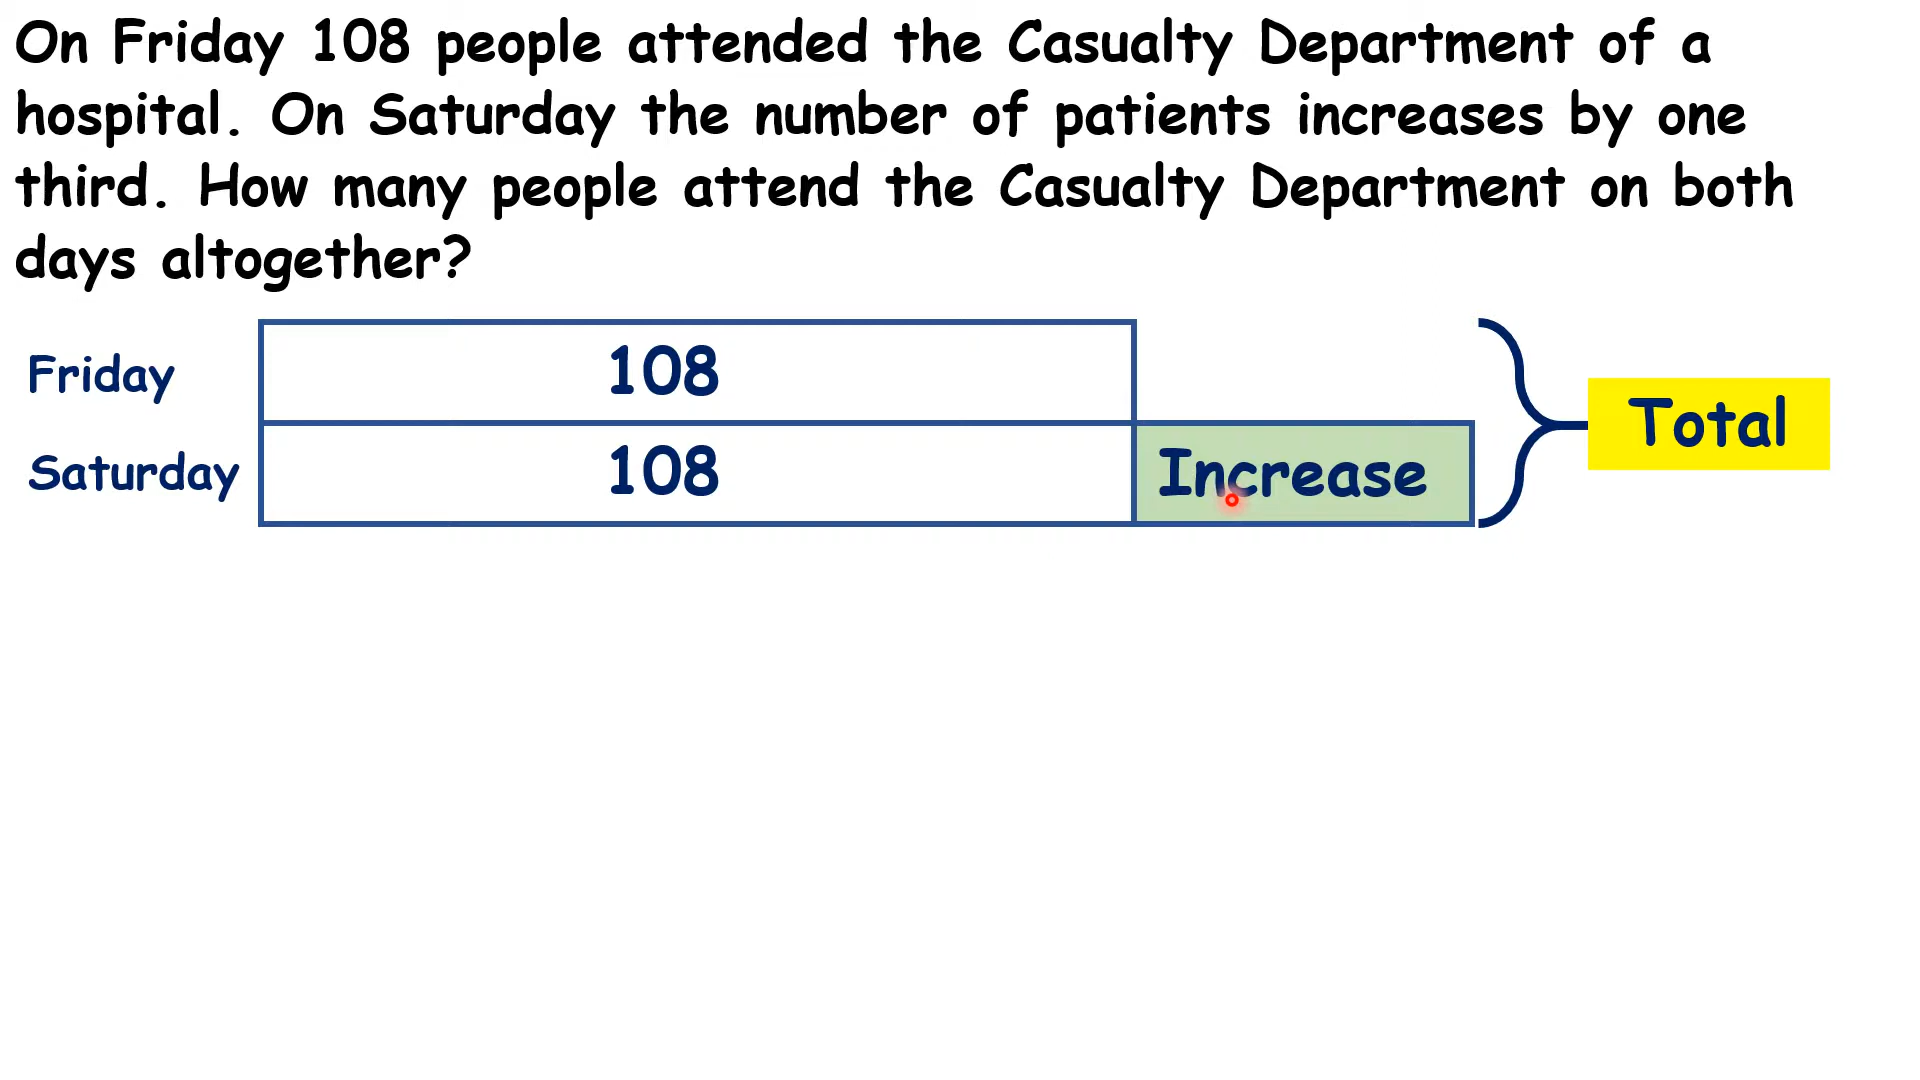 On Friday 108 people attended the Casualty Department of a
hospital. On Saturday the number of patients increases by one
third. How many people attend the Casualty Department on both
days altogether?
Friday 108
Total
Saturday 108 Increase